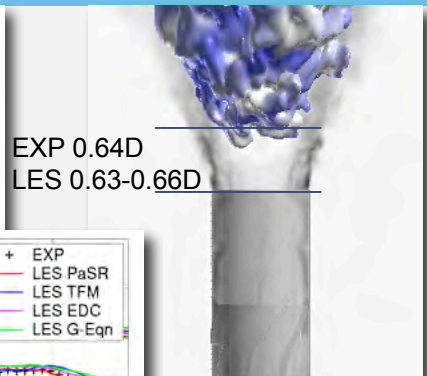 EXP 0.64D
LES 0.63-0.66D
+ EXP
LES PaSR
LES TFM
LES EDC
LES G-Eqn